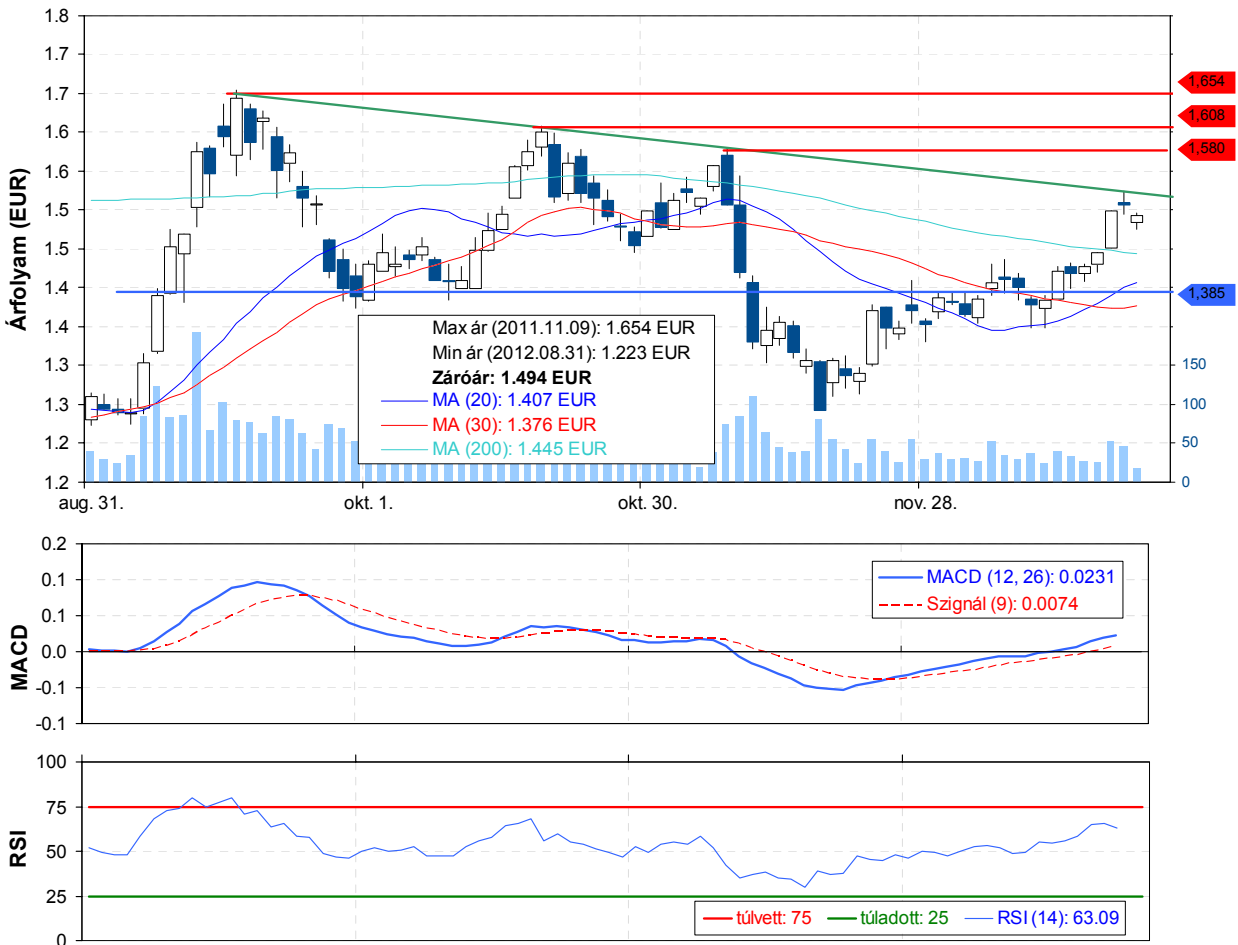 1.8
1.7
1.7
1.6
1.6
1.5
1.5
1.4
1.4
1.3
1.3
1.2
1.2
Árfolyam (EUR)
1,654
1,608
1,580
1,385
150
100
50
0
Max ár (2011.11.09): 1.654 EUR
Min ár (2012.08.31): 1.223 EUR
Záróár: 1.494 EUR
MA (20): 1.407 EUR
MA (30): 1.376 EUR
MA (200): 1.445 EUR
aug. 31.
okt. 1.
okt. 30.
nov. 28.
0.2
0.1
0.1
0.0
-0.1
-0.1
MACD
MACD (12, 26): 0.0231
Szignál (9): 0.0074
100
75
50
25
0
RSI
túlvett: 75
túladott: 25
RSI (14): 63.09